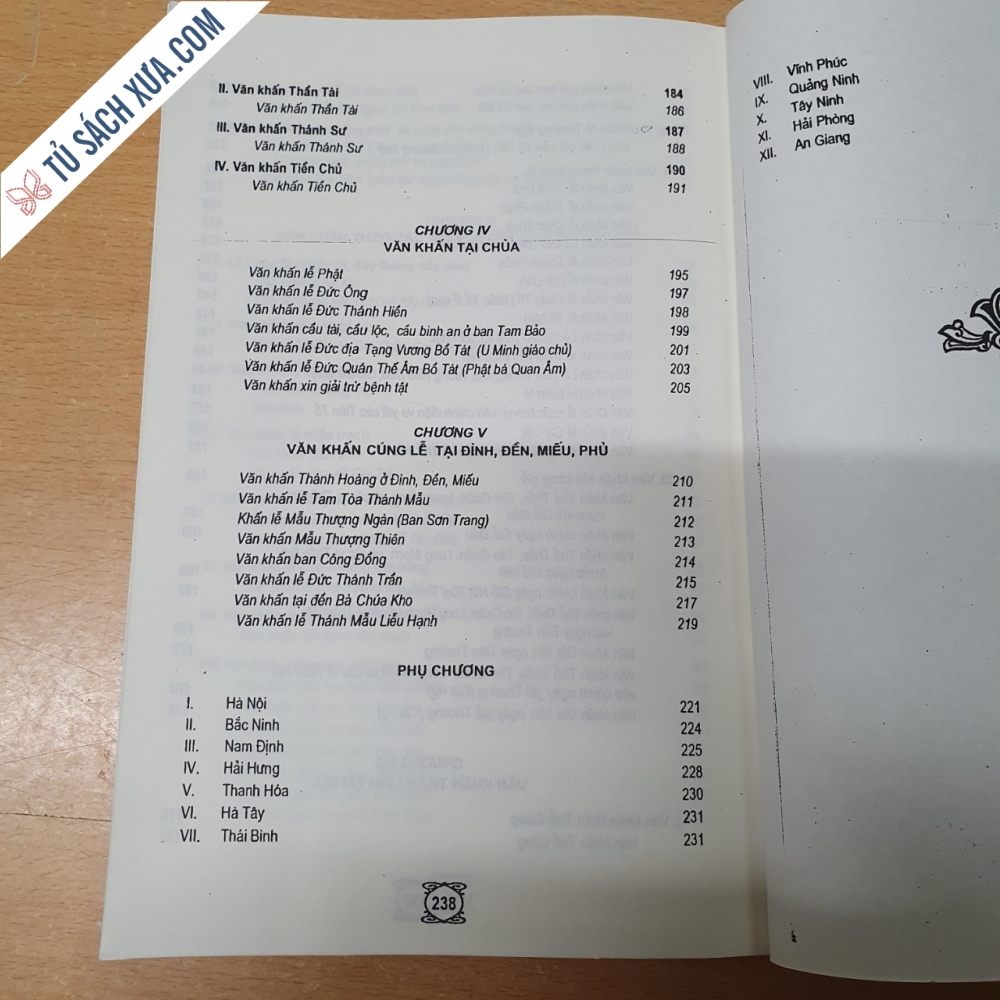 TỦ SÁCH XƯA.COM
II. Văn khấn Thần Tài 184
Văn khấn Thần Tài 186
III. Văn khấn Thánh Sư 187
Văn khấn Thánh Sư 188
IV. Văn khấn Tiền Chủ 190
Văn khấn Tiền Chủ 191
CHƯƠNG IV
VĂN KHẤN TẠI CHÙA
Văn khấn lễ Phật 195
Văn khấn lễ Đức Ông 197
Văn khấn lễ Đức Thánh Hiền 198
Văn khấn cầu tài, cầu lộc, cầu bình an ở ban Tam Bảo 199
Văn khấn lễ Đức địa Tạng Vương Bồ Tát (U Minh giáo chủ) 201
Văn khấn lễ Đức Quán Thế Âm Bồ Tát (Phật bá Quan Âm) 203
Văn khấn xin giải trừ bệnh tật 205
CHƯƠNG V
VĂN KHẤN CÚNG LỄ TẠI ĐÌNH, ĐỀN, MIẾU, PHỦ
Văn khấn Thánh Hoàng ở Đình, Đền, Miếu 210
Văn khấn lễ Tam Tòa Thánh Mẫu 211
Khấn lễ Mẫu Thượng Ngàn (Ban Sơn Trang) 212
Văn khấn Mẫu Thượng Thiên 213
Văn khấn ban Công Đồng 214
Văn khấn lễ Đức Thánh Trần 215
Văn khấn tại đền Bà Chúa Kho 217
Văn khấn lễ Thánh Mẫu Liễu Hạnh 219
PHỤ CHƯƠNG
I. Hà Nội 221
II. Bắc Ninh 224
III. Nam Định 225
IV. Hải Hưng 228
V. Thanh Hóa 230
VI. Hà Tây 231
VII. Thái Bình 231
238
VIII. Vĩnh Phúc
IX. Quảng Ninh
X. Tây Ninh
XI. Hải Phòng
XII. An Giang